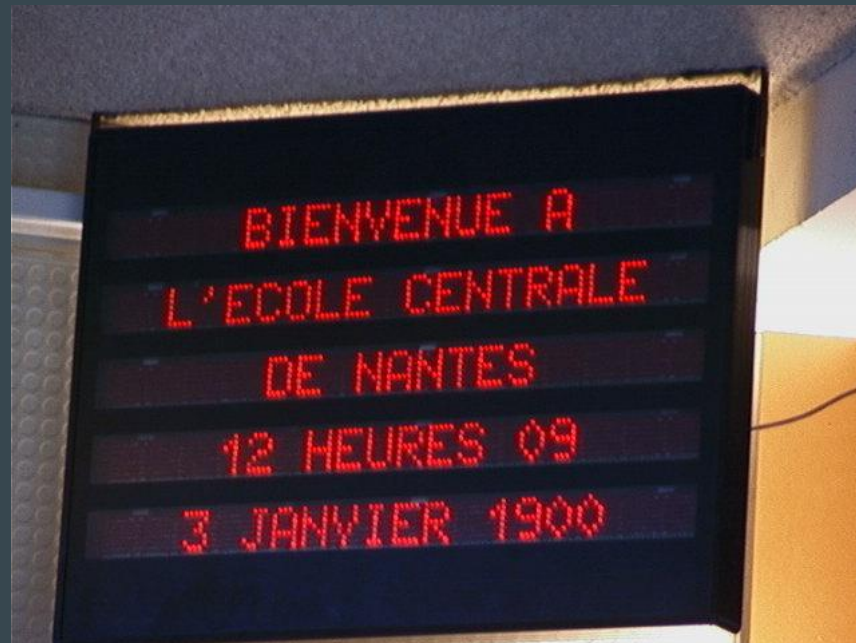 BIENVENUE A
L'ECOLE CENTRALE
DE NANTES
12 HEURES 09
3 JANVIER 1900